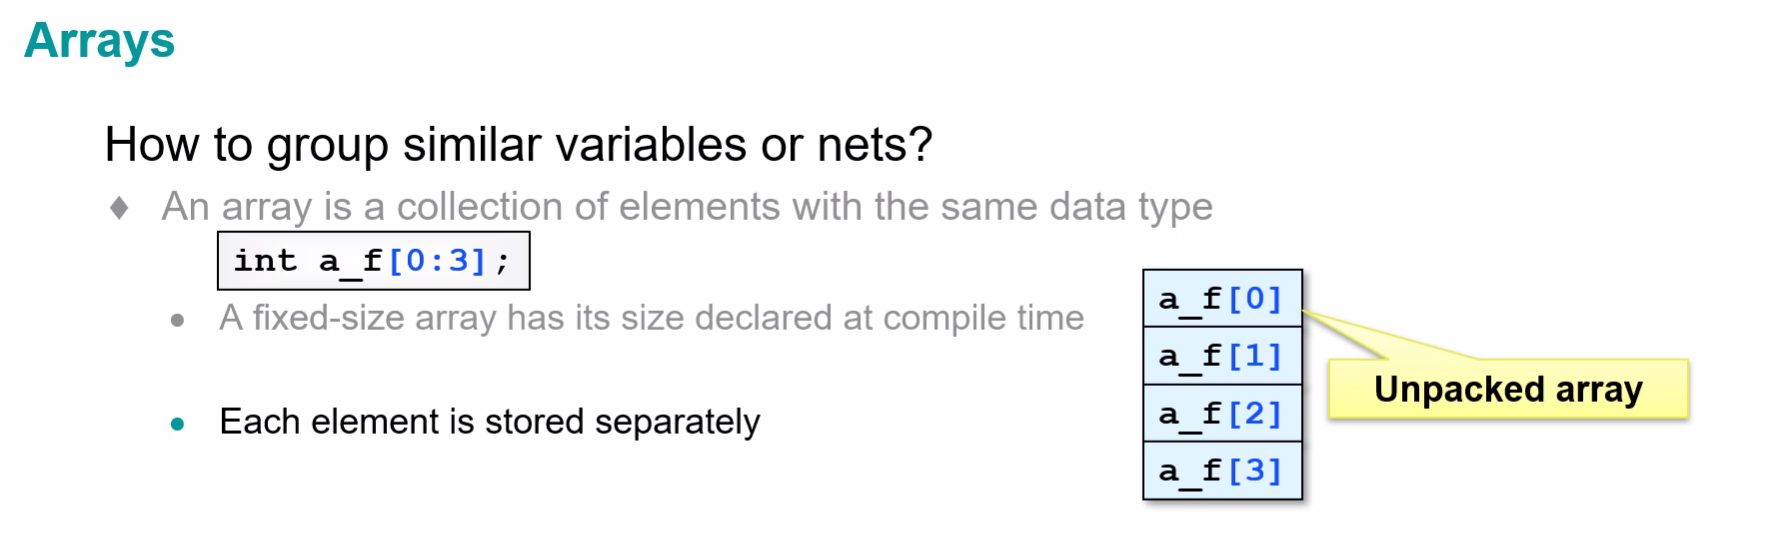 Arrays
How to group similar variables or nets?
♦ An array is a collection of elements with the same data type
int a_f[0:3];
• A fixed-size array has its size declared at compile time
• Each element is stored separately
a_f[0]
a_f[1]
a_f[2]
a_f[3]
Unpacked array